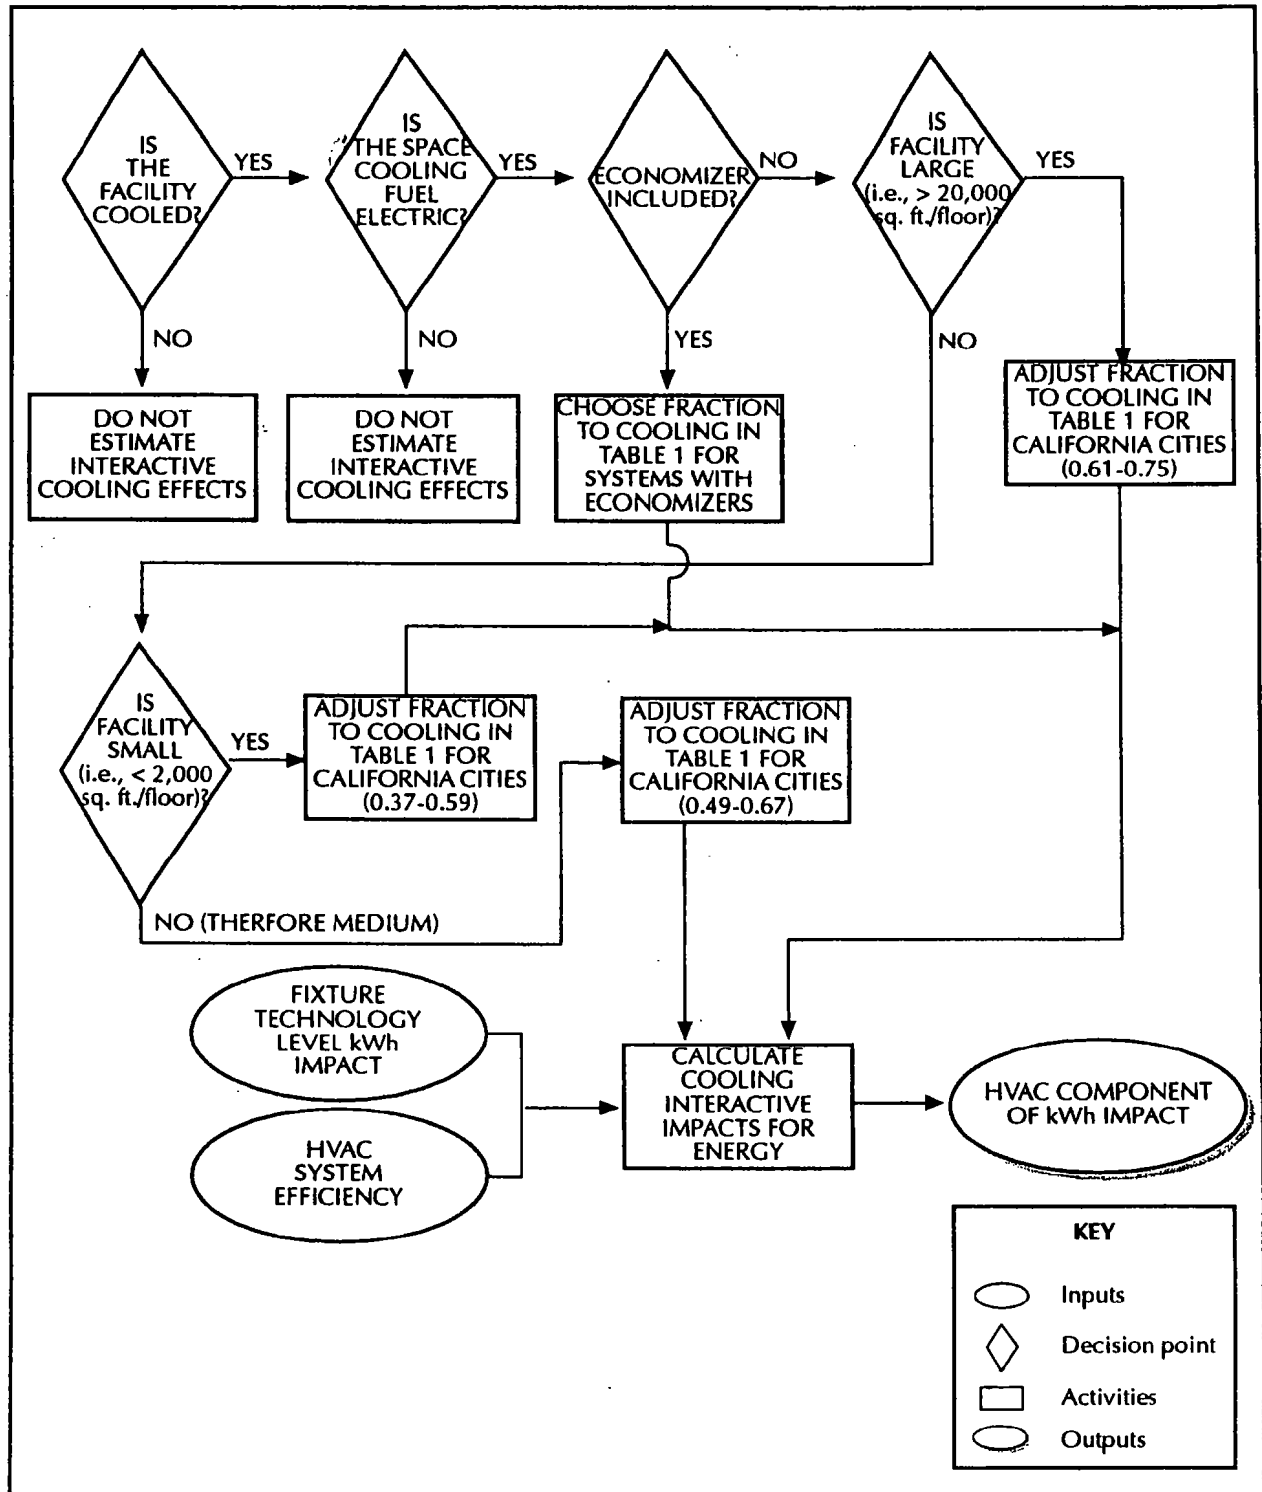 IS
THE
FACILITY
COOLED?
YES
IS
THE SPACE
COOLING
FUEL
ELECTRIC?
YES
ECONOMIZER
INCLUDED?
NO
IS
FACILITY
LARGE
(i.e., > 20,000
sq. ft./floor)?
YES
NO
NO
YES
NO
DO NOT
ESTIMATE
INTERACTIVE
COOLING EFFECTS
DO NOT
ESTIMATE
INTERACTIVE
COOLING EFFECTS
CHOOSE FRACTION
TO COOLING IN
TABLE 1 FOR
SYSTEMS WITH
ECONOMIZERS
ADJUST FRACTION
TO COOLING IN
TABLE 1 FOR
CALIFORNIA CITIES
(0.61-0.75)
IS
FACILITY
SMALL
(i.e., < 2,000
sq. ft./floor)?
YES
ADJUST FRACTION
TO COOLING IN
TABLE 1 FOR
CALIFORNIA CITIES
(0.37-0.59)
ADJUST FRACTION
TO COOLING IN
TABLE 1 FOR
CALIFORNIA CITIES
(0.49-0.67)
NO (THERFORE MEDIUM)
FIXTURE
TECHNOLOGY
LEVEL kWh
IMPACT
HVAC
SYSTEM
EFFICIENCY
CALCULATE
COOLING
INTERACTIVE
IMPACTS FOR
ENERGY
HVAC COMPONENT
OF kWh IMPACT
KEY
Inputs
Decision point
Activities
Outputs